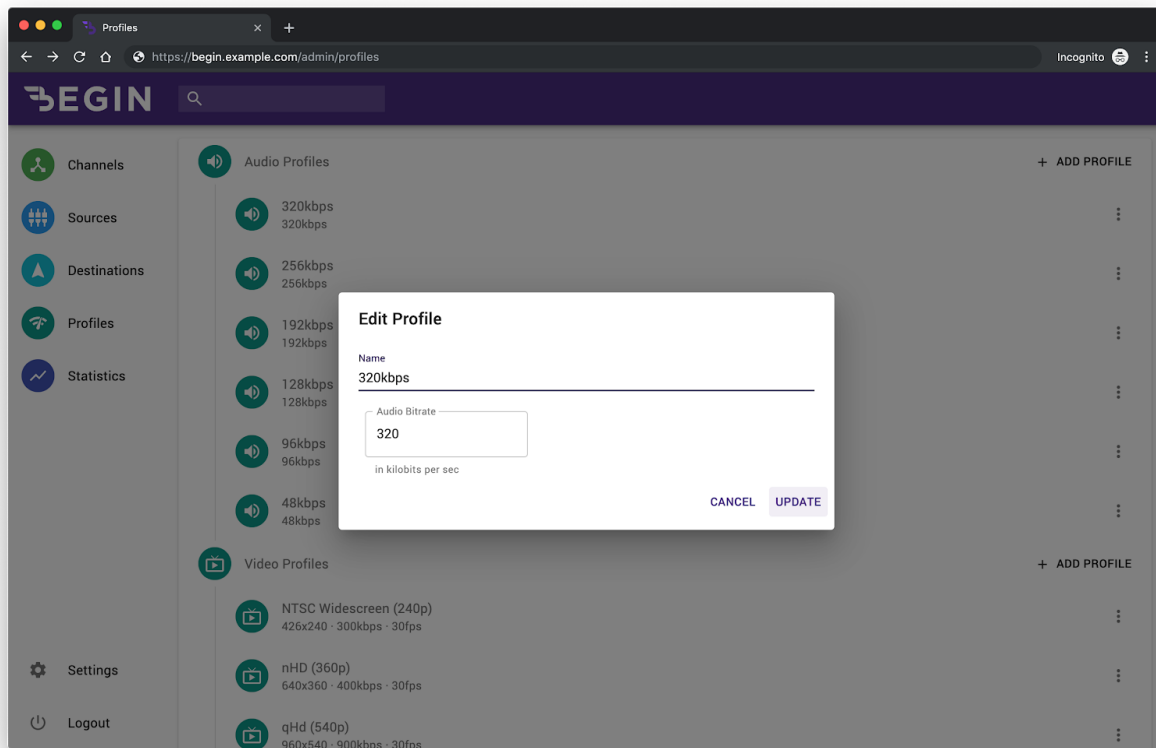 Profiles
https://begin.example.com/admin/profiles
Incognito
BEGIN
Channels
Sources
Destinations
Profiles
Statistics
Settings
Logout
Audio Profiles
+ ADD PROFILE
320kbps
320kbps
256kbps
256kbps
192kbps
192kbps
128kbps
128kbps
96kbps
96kbps
48kbps
48kbps
Edit Profile
Name
320kbps
Audio Bitrate
320
in kilobits per sec
CANCEL
UPDATE
Video Profiles
+ ADD PROFILE
NTSC Widescreen (240p)
426x240 · 300kbps · 30fps
nHD (360p)
640x360 · 400kbps · 30fps
qHd (540p)
960x540 · 900kbps · 30fps